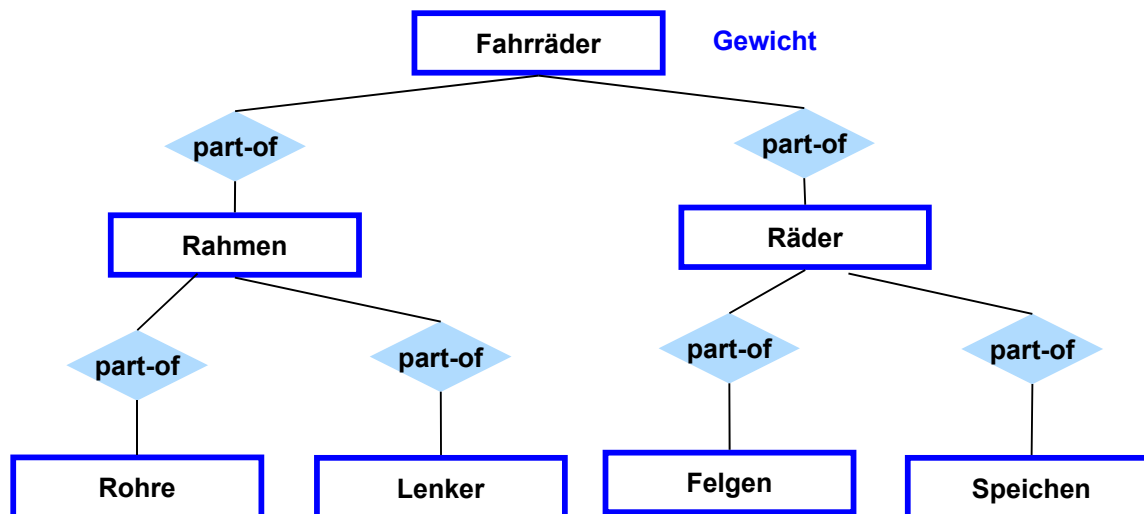 Fahrräder
Gewicht
part-of
part-of
Rahmen
Räder
part-of
part-of
part-of
part-of
Rohre
Lenker
Felgen
Speichen